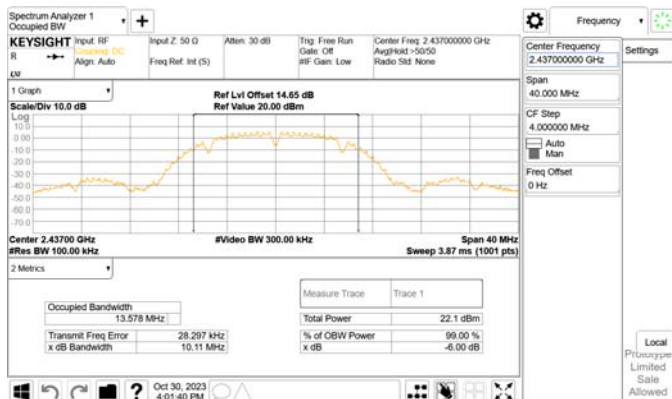 Spectrum Analyzer 1
Occupied BW
Frequency
KEYSIGHT
R
LXI
Input: RF
Coupling: DC
Align: Auto
Input Z: 50 Ω
Freq Ref: Int (S)
Atten: 30 dB
Trig: Free Run
Gate: Off
#IF Gain: Low
Center Freq: 2.437000000 GHz
Avg|Hold:>50/50
Radio Std: None
1 Graph
Scale/Div 10.0 dB
Ref Lvl Offset 14.65 dB
Ref Value 20.00 dBm
Log
10.0
0.00
-10.0
-20.0
-30.0
-40.0
-50.0
-60.0
-70.0
Center 2.43700 GHz
#Res BW 100.00 kHz
#Video BW 300.00 kHz
Span 40 MHz
Sweep 3.87 ms (1001 pts)
2 Metrics
Measure Trace Trace 1
Occupied Bandwidth
13.578 MHz
Total Power 22.1 dBm
Transmit Freq Error 28.297 kHz
% of OBW Power 99.00 %
x dB Bandwidth 10.11 MHz
x dB -6.00 dB
Oct 30, 2023
4:01:40 PM
Center Frequency
2.437000000 GHz
Settings
Span
40.000 MHz
CF Step
4.000000 MHz
Auto
Man
Freq Offset
0 Hz
Local
Prototype
Limited
Sale
Allowed